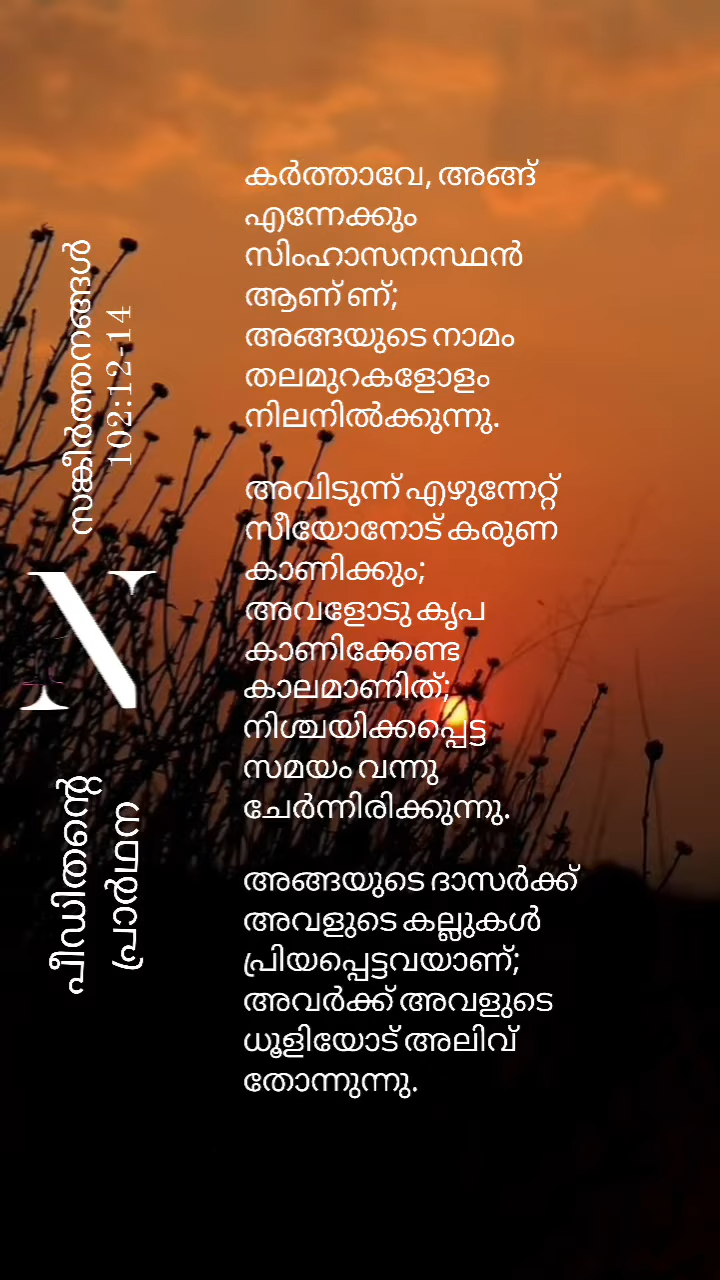 സങ്കീർത്തനങ്ങൾ
102:12-14
N
പീഡിതന്റെ
പ്രാർഥന
കർത്താവേ, അങ്ങ്
എന്നേക്കും
സിംഹാസനസ്ഥൻ
ആണ് ണ്;
അങ്ങയുടെ നാമം
തലമുറകളോളം
നിലനിൽക്കുന്നു.
അവിടുന്ന് എഴുന്നേറ്റ്
സീയോനോട് കരുണ
കാണിക്കും;
അവളോടു കൃപ
കാണിക്കേണ്ട
കാലമാണിത്;
നിശ്ചയിക്കപ്പെട്ട
സമയം വന്നു
ചേർന്നിരിക്കുന്നു.
അങ്ങയുടെ ദാസർക്ക്
അവളുടെ കല്ലുകൾ
പ്രിയപ്പെട്ടവയാണ്;
അവർക്ക് അവളുടെ
ധൂളിയോട് അലിവ്
തോന്നുന്നു.